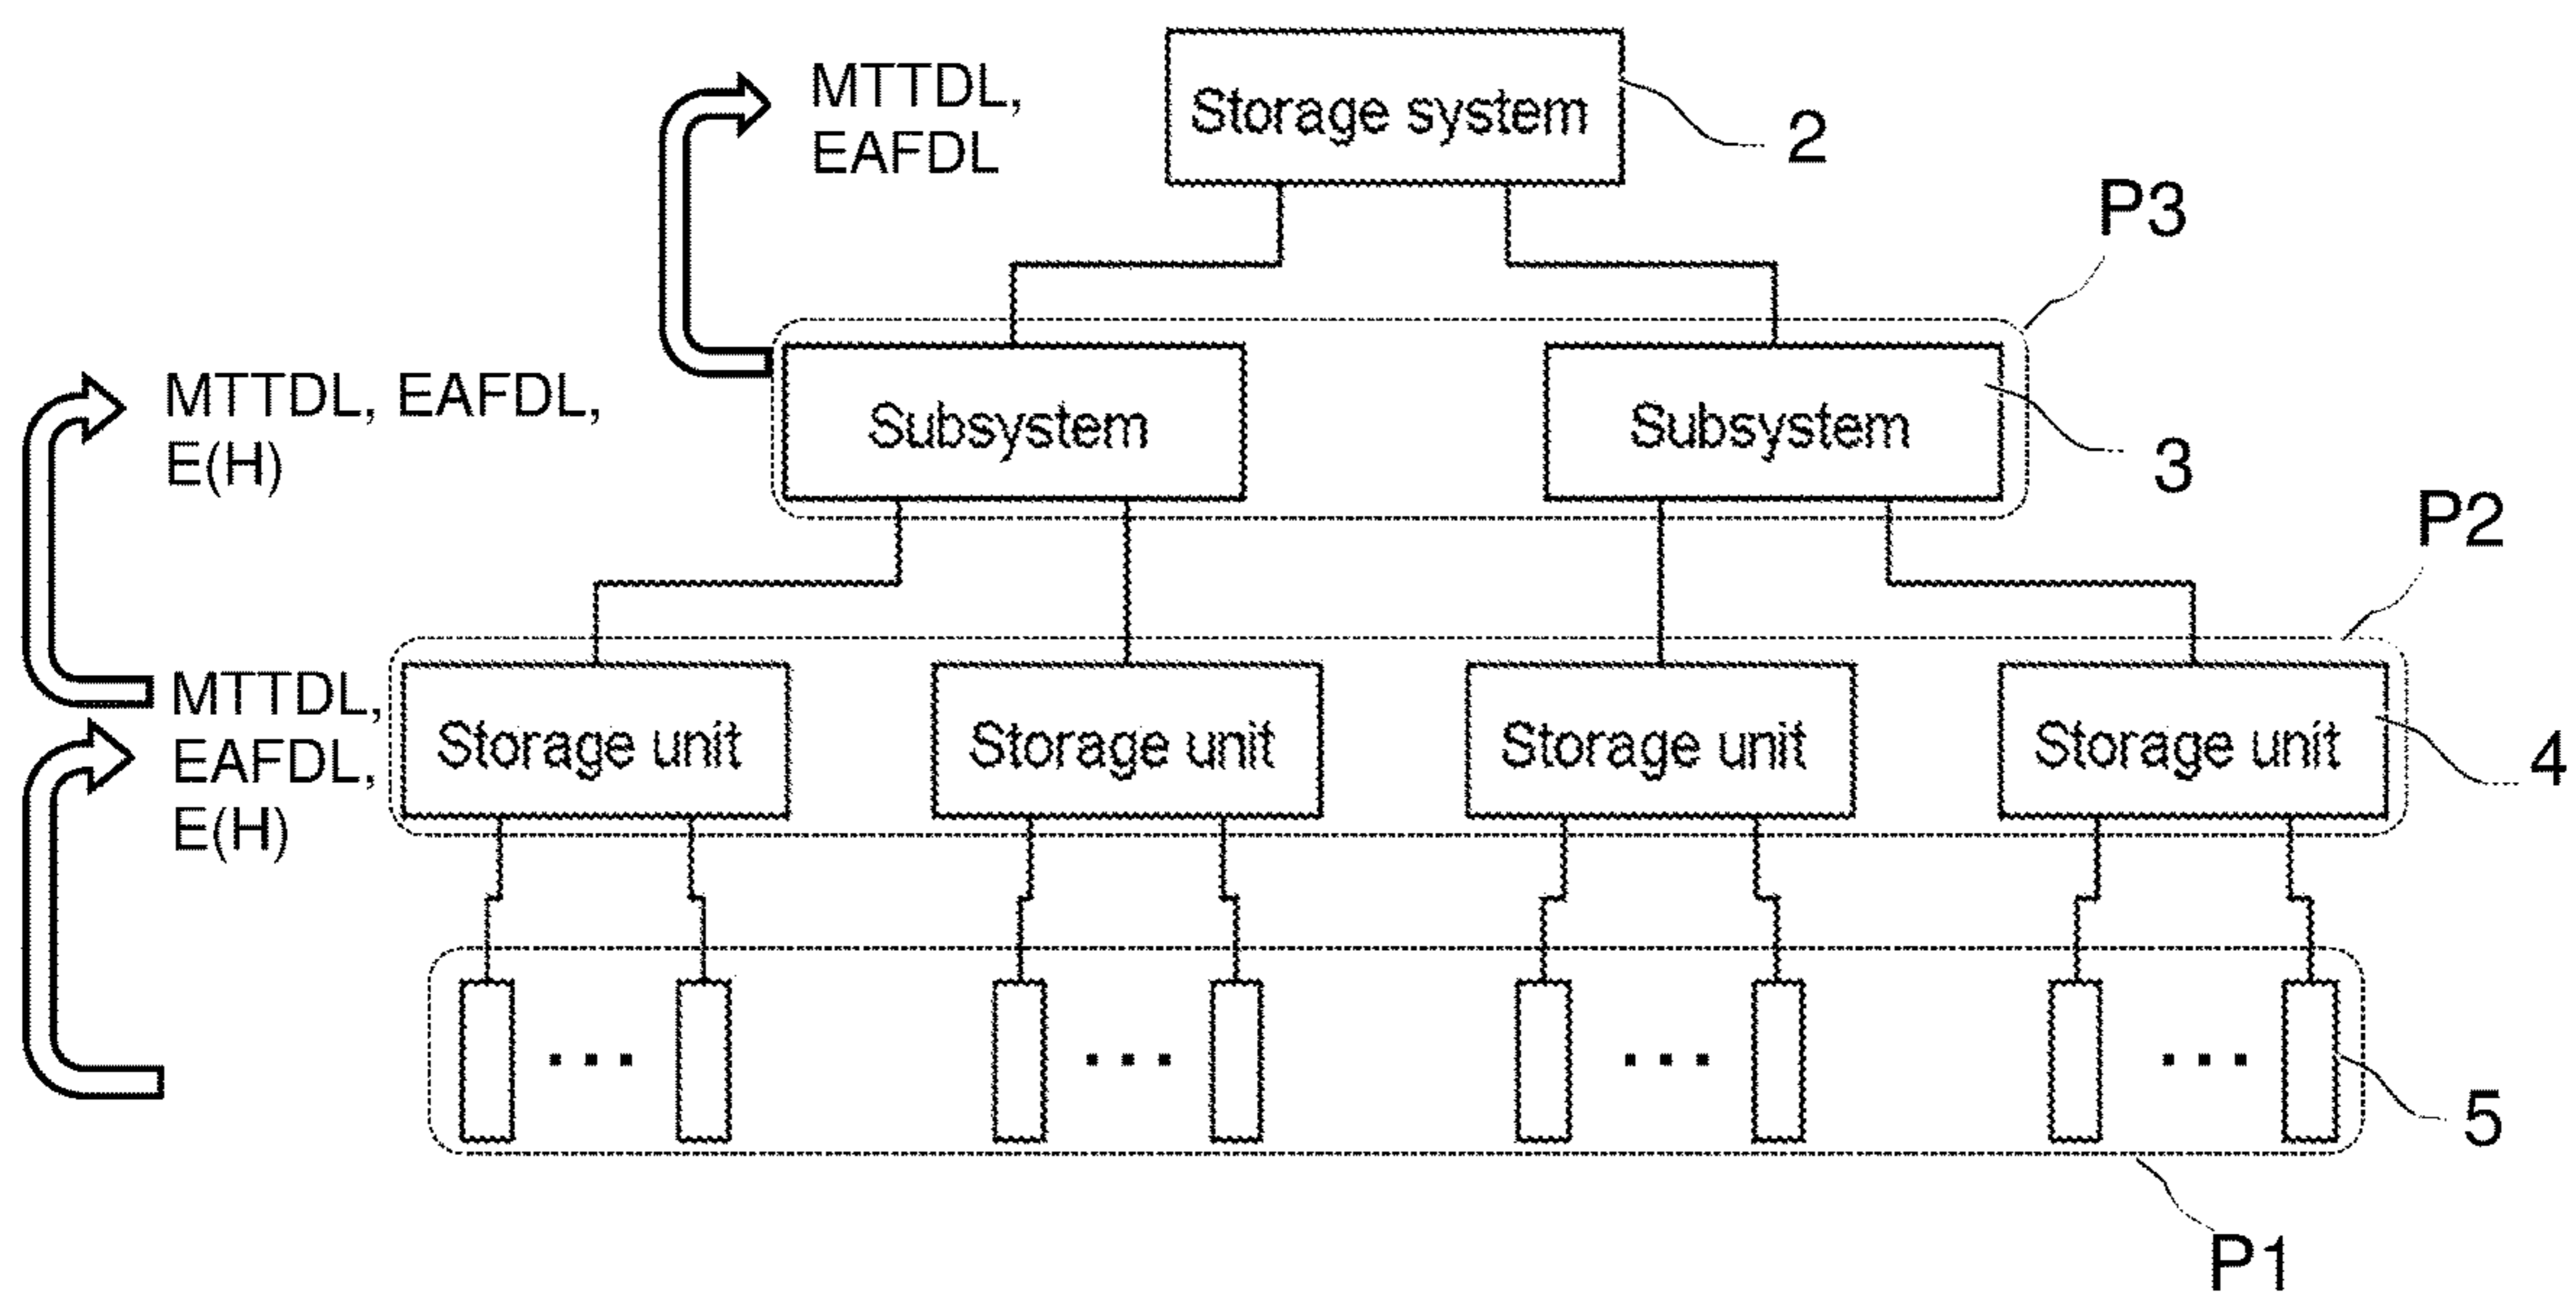 MTTDL,
EAFDL
Storage system
2
P3
MTTDL, EAFDL,
E(H)
Subsystem
Subsystem
3
P2
MTTDL,
EAFDL,
E(H)
Storage unit
Storage unit
Storage unit
Storage unit
4
...
...
...
...
5
P1